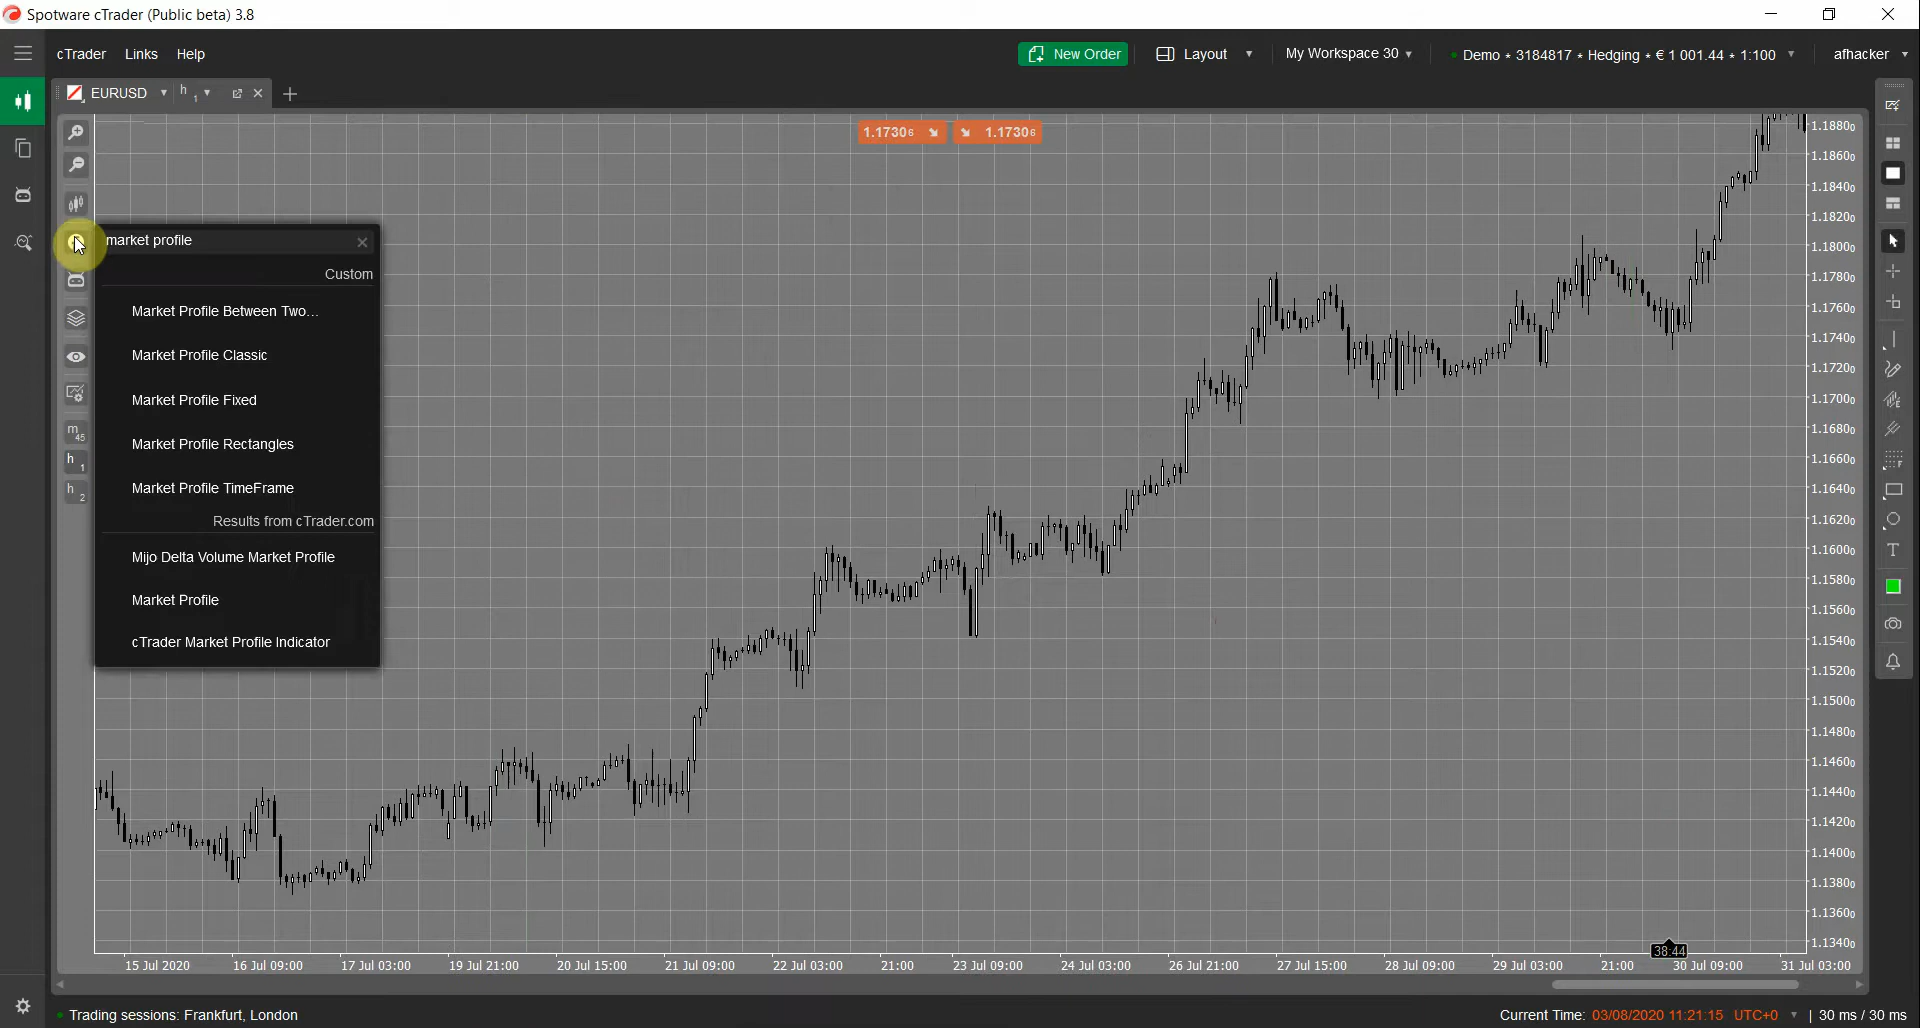 Spotware cTrader (Public beta) 3.8
cTrader Links Help
New Order Layout My Workspace 30 Demo • 3184817 • Hedging • € 1 001.44 • 1:100 afhacker
EURUSD h1
1.17306 1.17306
market profile
Custom
Market Profile Between Two...
Market Profile Classic
Market Profile Fixed
Market Profile Rectangles
Market Profile TimeFrame
Results from cTrader.com
Mijo Delta Volume Market Profile
Market Profile
cTrader Market Profile Indicator
m45
h1
h2
T
1.18800
1.18600
1.18400
1.18200
1.18000
1.17800
1.17600
1.17400
1.17200
1.17000
1.16800
1.16600
1.16400
1.16200
1.16000
1.15800
1.15600
1.15400
1.15200
1.15000
1.14800
1.14600
1.14400
1.14200
1.14000
1.13800
1.13600
1.13400
38:44
15 Jul 2020 16 Jul 09:00 17 Jul 03:00 19 Jul 21:00 20 Jul 15:00 21 Jul 09:00 22 Jul 03:00 21:00 23 Jul 09:00 24 Jul 03:00 26 Jul 21:00 27 Jul 15:00 28 Jul 09:00 29 Jul 03:00 21:00 30 Jul 09:00 31 Jul 03:00
Trading sessions: Frankfurt, London
Current Time: 03/08/2020 11:21:15 UTC+0 | 30 ms / 30 ms